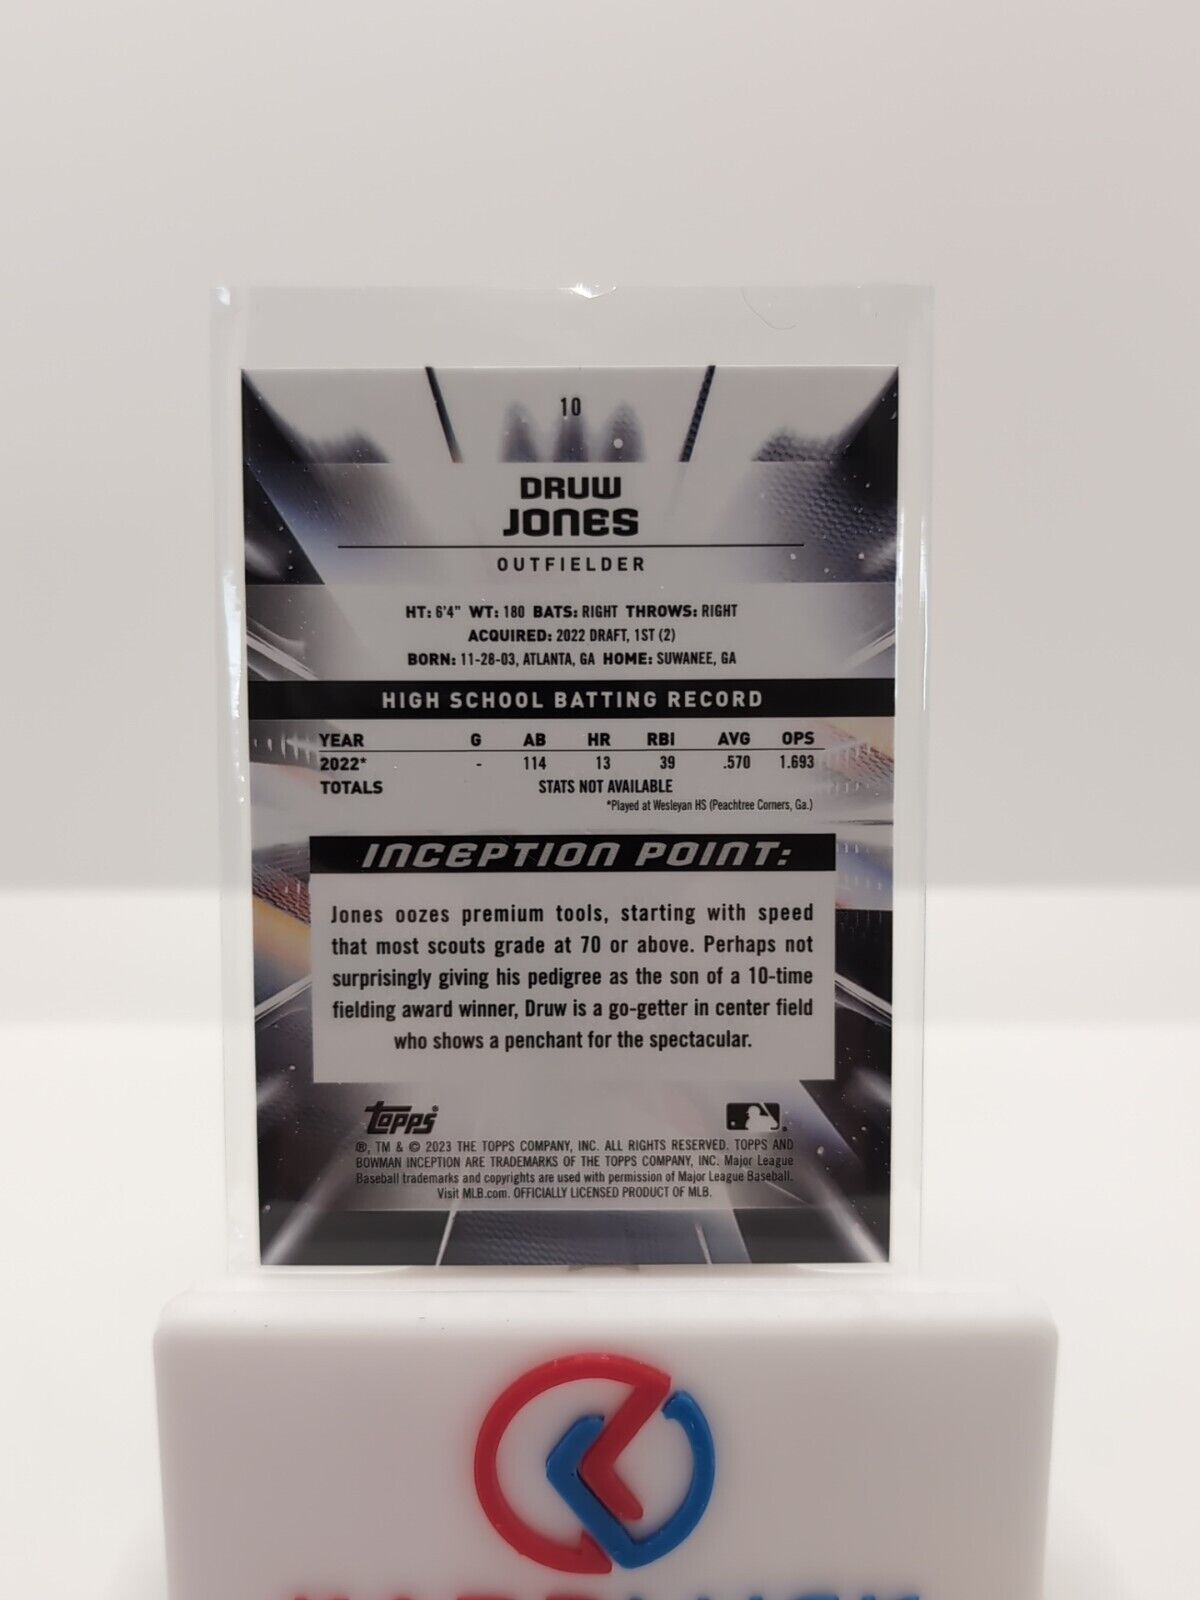 10
DRUW
JONES
OUTFIELDER
HT: 6'4" WT: 180 BATS: RIGHT THROWS: RIGHT
ACQUIRED: 2022 DRAFT, 1ST (2)
BORN: 11-28-03, ATLANTA, GA HOME: SUWANEE, GA
HIGH SCHOOL BATTING RECORD
YEAR G AB HR RBI AVG OPS
2022* - 114 13 39 .570 1.693
TOTALS STATS NOT AVAILABLE
*Played at Wesleyan HS (Peachtree Corners, Ga.)
INCEPTION POINT:
Jones oozes premium tools, starting with speed
that most scouts grade at 70 or above. Perhaps not
surprisingly giving his pedigree as the son of a 10-time
fielding award winner, Druw is a go-getter in center field
who shows a penchant for the spectacular.
Topps®
®, TM & © 2023 THE TOPPS COMPANY, INC. ALL RIGHTS RESERVED. TOPPS AND
BOWMAN INCEPTION ARE TRADEMARKS OF THE TOPPS COMPANY, INC. Major League
Baseball trademarks and copyrights are used with permission of Major League Baseball.
Visit MLB.com. OFFICIALLY LICENSED PRODUCT OF MLB.